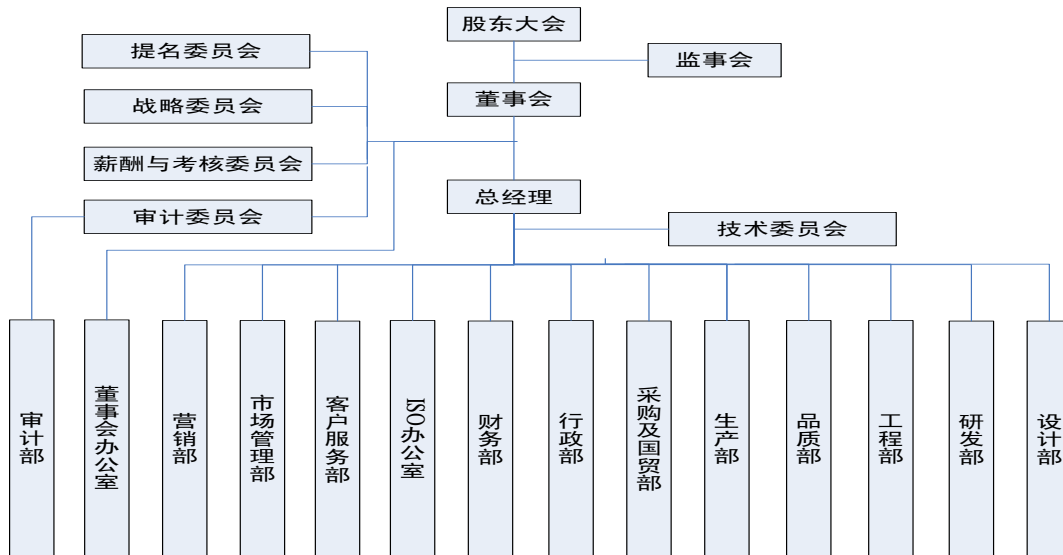 股东大会
提名委员会
监事会
战略委员会
董事会
薪酬与考核委员会
总经理
审计委员会
技术委员会
审计部
董事会办公室
营销部
市场管理部
客户服务部
ISO办公室
财务部
行政部
采购及国贸部
生产部
品质部
工程部
研发部
设计部